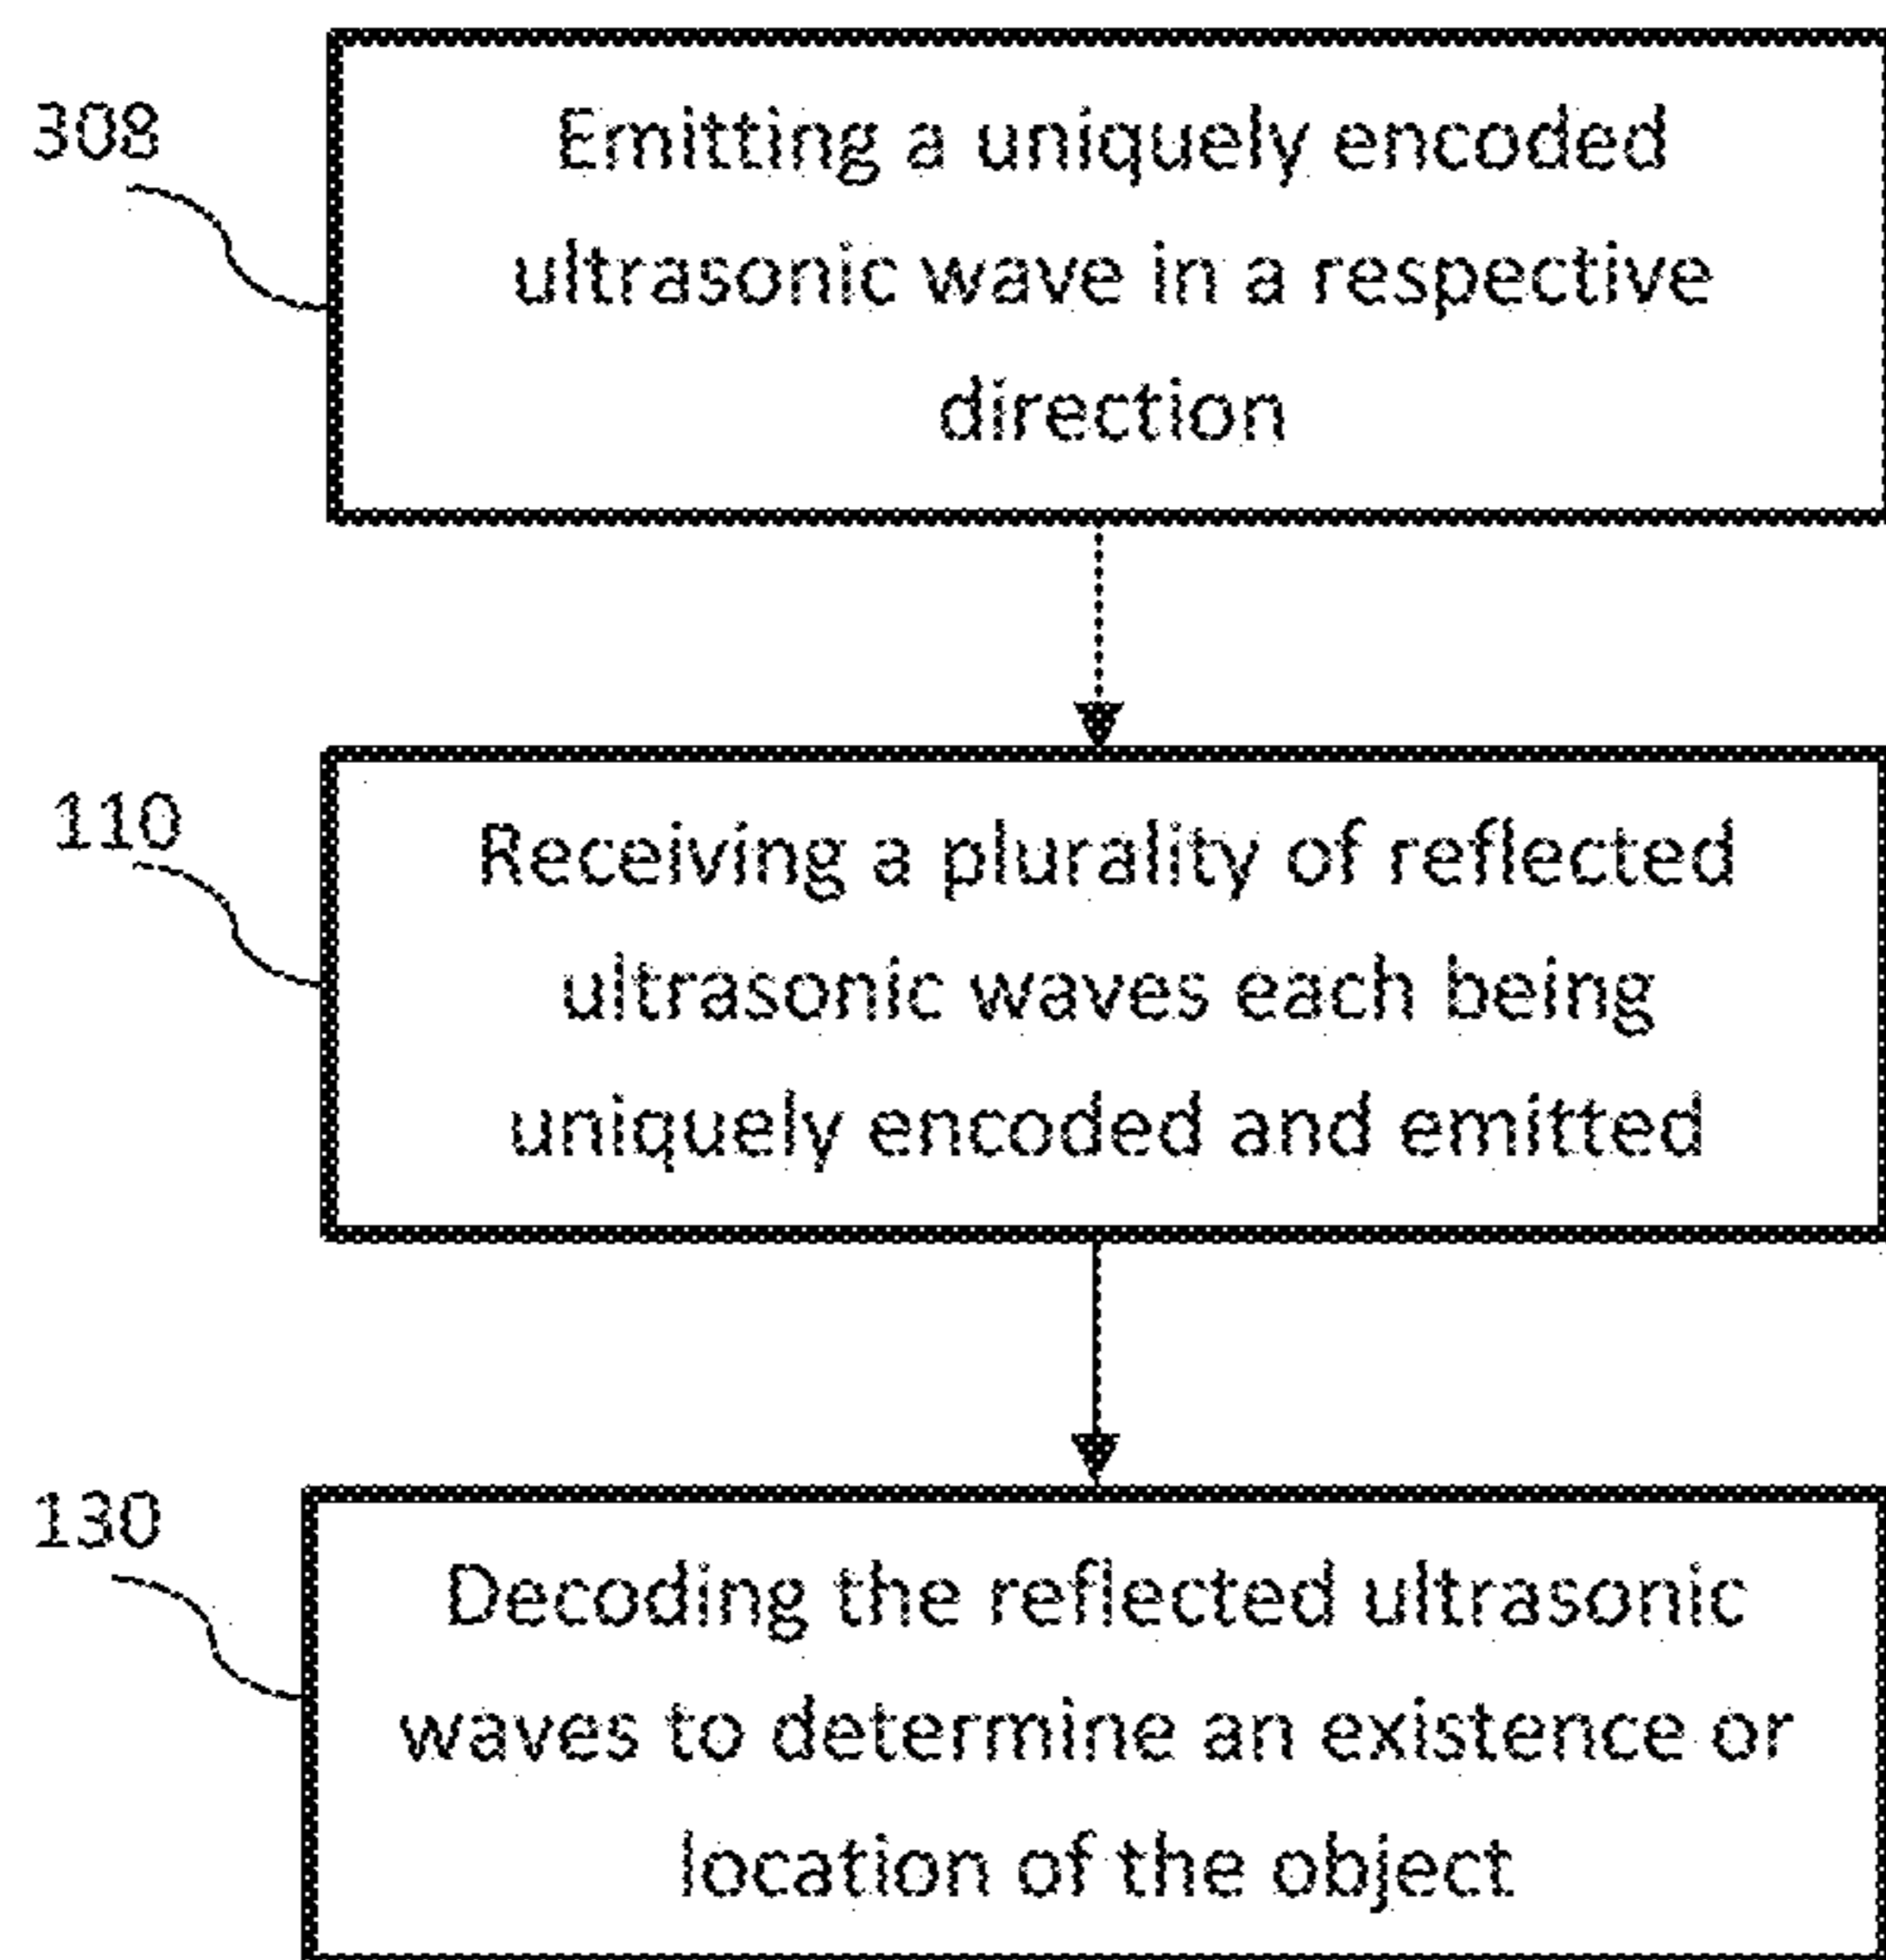 308
Emitting a uniquely encoded
ultrasonic wave in a respective
direction
110
Receiving a plurality of reflected
ultrasonic waves each being
uniquely encoded and emitted
130
Decoding the reflected ultrasonic
waves to determine an existence or
location of the object